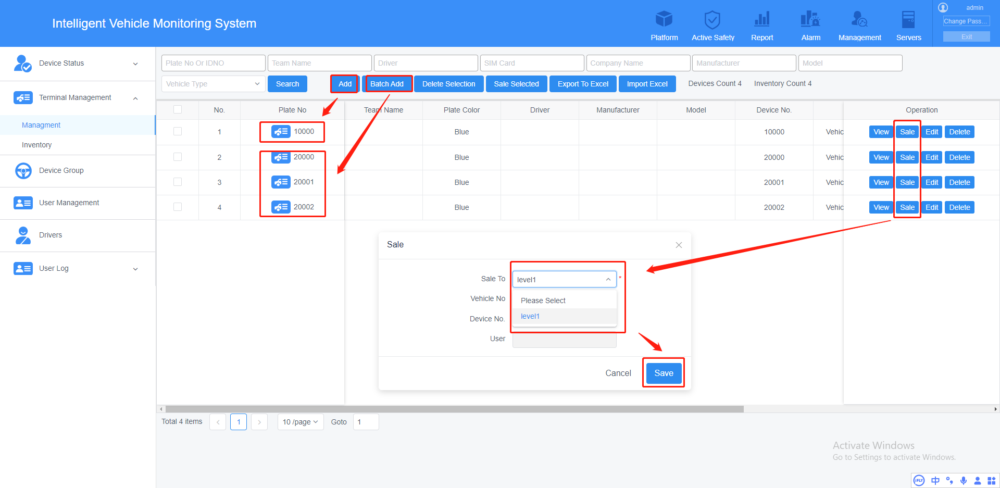 Intelligent Vehicle Monitoring System
Platform
Active Safety
Report
Alarm
Management
Servers
admin
Change Pass...
Exit
Device Status
Terminal Management
Managment
Inventory
Device Group
User Management
Drivers
User Log
Plate No Or IDNO
Team Name
Driver
SIM Card
Company Name
Manufacturer
Model
Vehicle Type
Search
Add
Batch Add
Delete Selection
Sale Selected
Export To Excel
Import Excel
Devices Count 4
Inventory Count 4
No. Plate No Team Name Plate Color Driver Manufacturer Model Device No. Operation
1 10000 Blue 10000 Vehic View Sale Edit Delete
2 20000 Blue 20000 Vehic View Sale Edit Delete
3 20001 Blue 20001 Vehic View Sale Edit Delete
4 20002 Blue 20002 Vehic View Sale Edit Delete
Sale
Sale To level1 *
Please Select
level1
Vehicle No
Device No.
User
Cancel
Save
Total 4 items 1 10 /page Goto 1
Activate Windows
Go to Settings to activate Windows.
iFLY 中